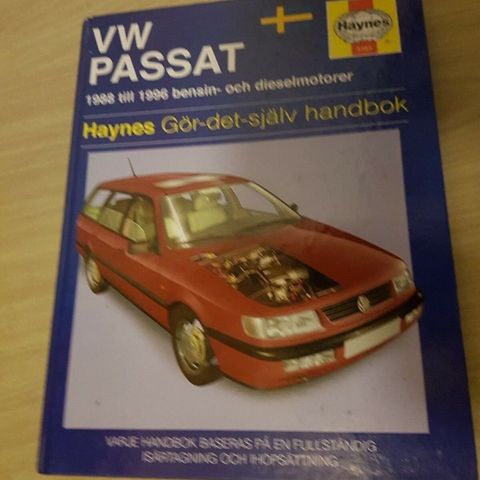 VW
PASSAT
1988 till 1996 bensin- och dieselmotorer
Haynes
Haynes Gör-det-själv handbok
VARJE HANDBOK BASERAS PÅ EN FULLSTÄNDIG
ISÄRTAGNING OCH IHOPSÄTTNING